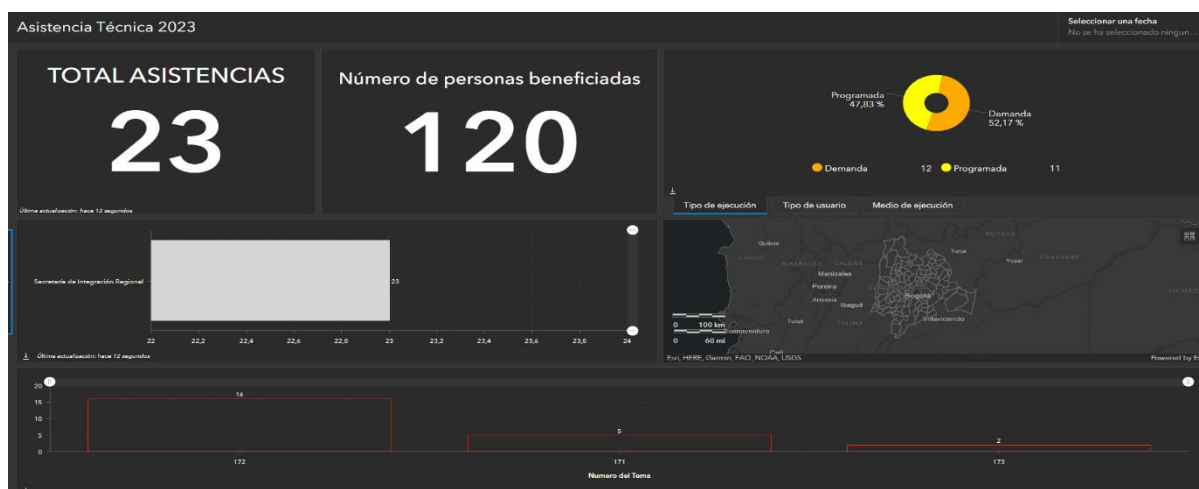 Asistencia Técnica 2023
Seleccionar una fecha
No se ha seleccionado ningun...
TOTAL ASISTENCIAS
23
Última actualización: hace 12 segundos
Número de personas beneficiadas
120
Programada
47,83 %
Demanda
52,17 %
Demanda 12 Programada 11
Tipo de ejecución Tipo de usuario Medio de ejecución
Secretaría de Integración Regional
23
22 22,2 22,4 22,6 22,8 23 23,2 23,4 23,6 23,8 24
Última actualización: hace 12 segundos
Quibdó
CHOCÓ
RISARALDA
CALDAS
BOYACÁ
Tunja
Yopal
CASANARE
Manizales
Pereira
Armenia
Ibagué
Bogotá
Tuluá
TOLIMA
Villavicencio
Buenaventura
Cali
0 100 km
0 60 mi
Esri, HERE, Garmin, FAO, NOAA, USGS
Powered by E
20
15
10
5
0
16
5
2
172 171 173
Numero del Tema